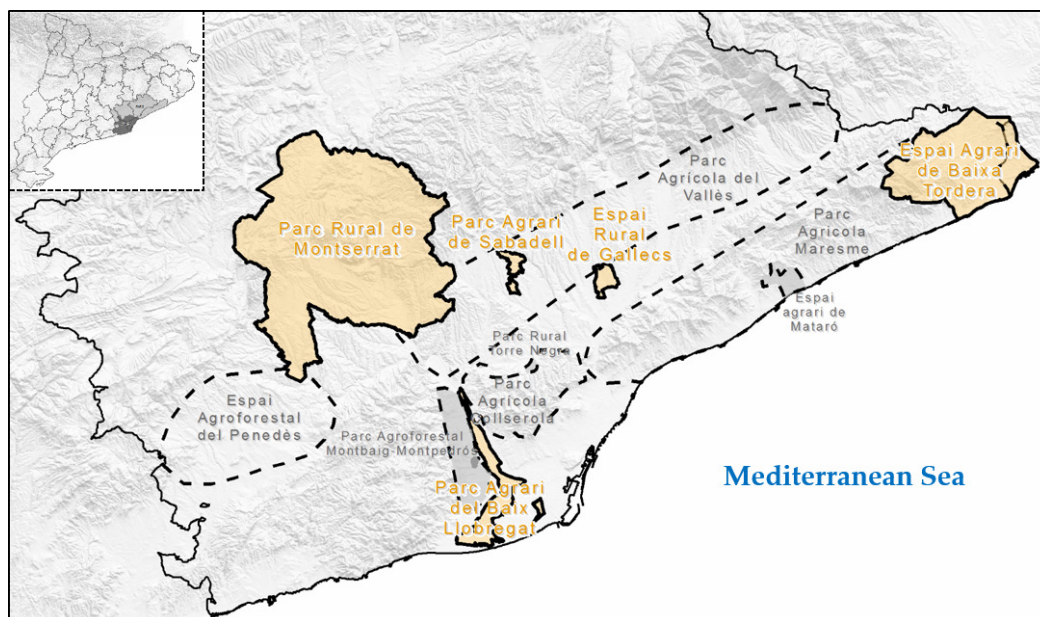 Parc
Agrícola del
Vallès
Espai Agrari
de Baixa
Tordera
Parc Rural de
Montserrat
Parc Agrari
de Sabadell
Espai
Rural
de Gallecs
Parc
Agrícola
Maresme
Espai
agrari de
Mataró
Parc Rural
Torre Negra
Parc
Agrícola
Collserola
Espai
Agroforestal
del Penedès
Parc Agroforestal
Montbaig-Montpedrós
Parc Agrari
del Baix
Llobregat
Mediterranean Sea